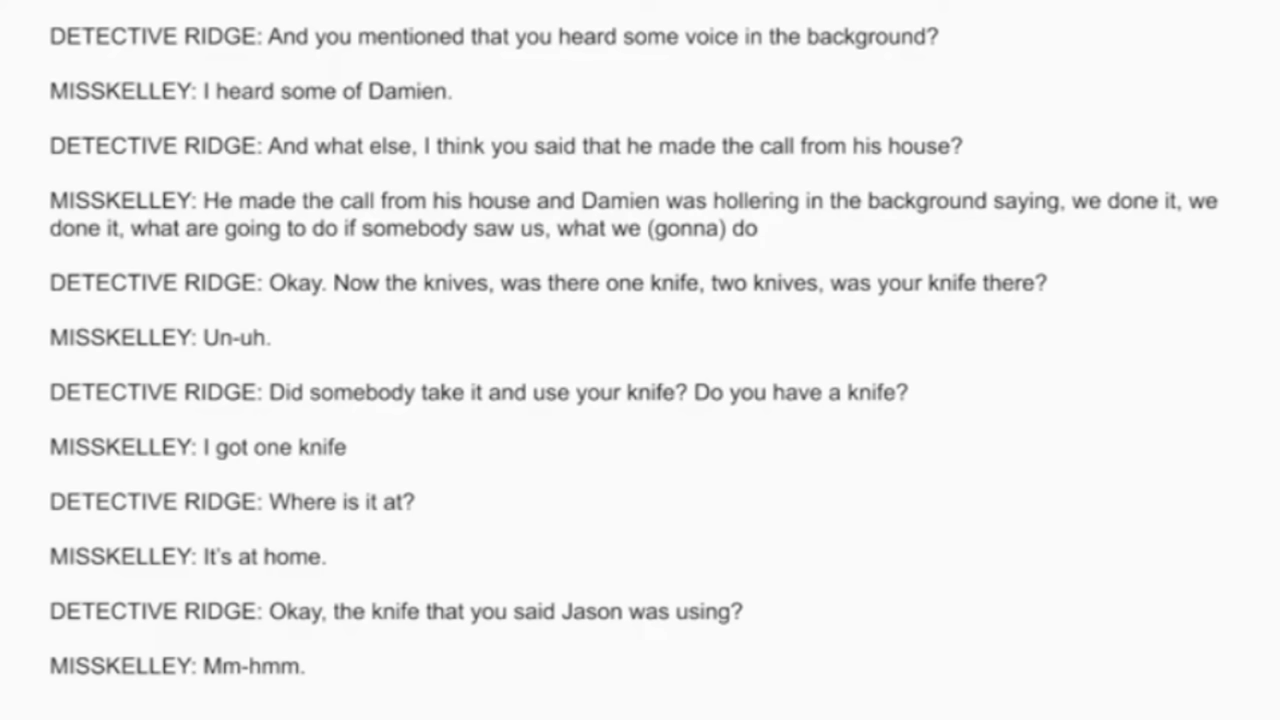 DETECTIVE RIDGE: And you mentioned that you heard some voice in the background?
MISSKELLEY: I heard some of Damien.
DETECTIVE RIDGE: And what else, I think you said that he made the call from his house?
MISSKELLEY: He made the call from his house and Damien was hollering in the background saying, we done it, we
done it, what are going to do if somebody saw us, what we (gonna) do
DETECTIVE RIDGE: Okay. Now the knives, was there one knife, two knives, was your knife there?
MISSKELLEY: Un-uh.
DETECTIVE RIDGE: Did somebody take it and use your knife? Do you have a knife?
MISSKELLEY: I got one knife
DETECTIVE RIDGE: Where is it at?
MISSKELLEY: It's at home.
DETECTIVE RIDGE: Okay, the knife that you said Jason was using?
MISSKELLEY: Mm-hmm.